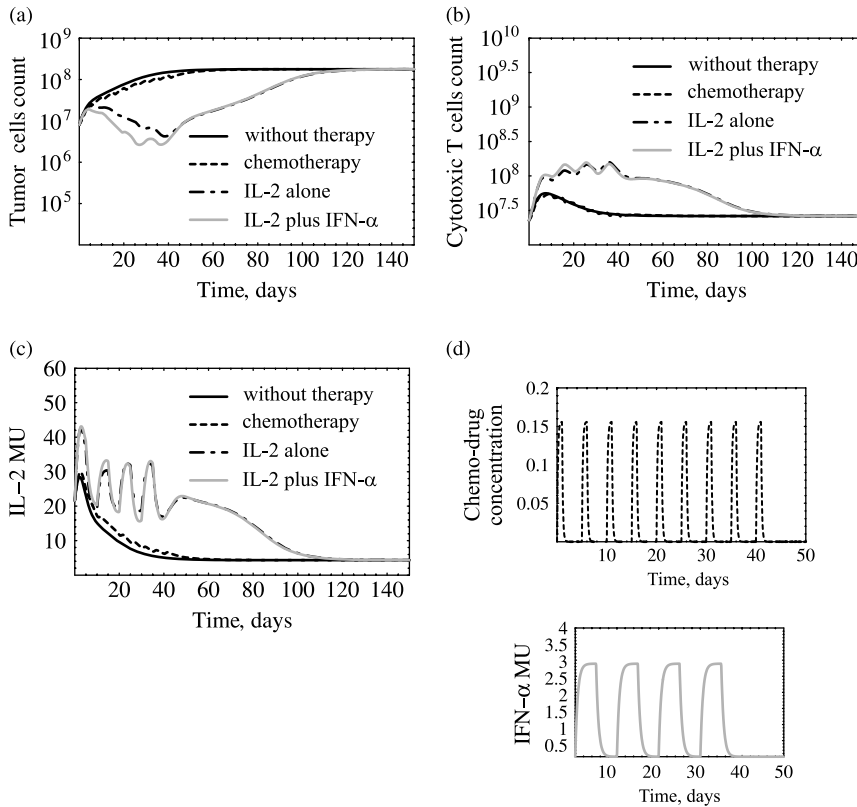 (a)
Tumor cells count
10^9
10^8
10^7
10^6
10^5
without therapy
chemotherapy
IL-2 alone
IL-2 plus IFN-α
20 40 60 80 100 120 140
Time, days
(b)
Cytotoxic T cells count
10^10
10^9.5
10^9
10^8
10^7.5
without therapy
chemotherapy
IL-2 alone
IL-2 plus IFN-α
20 40 60 80 100 120 140
Time, days
(c)
IL–2 MU
60
50
40
30
20
10
without therapy
chemotherapy
IL-2 alone
IL-2 plus IFN-α
20 40 60 80 100 120 140
Time, days
(d)
Chemo-drug
concentration
0.2
0.15
0.1
0.05
10 20 30 40 50
Time, days
IFN–α MU
4
3.5
3
2.5
2
1.5
1
0.5
10 20 30 40 50
Time, days